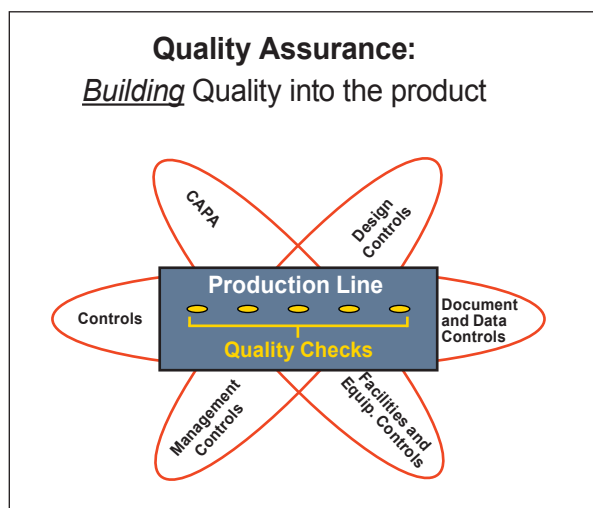 Quality Assurance:
Building Quality into the product
CAPA
Design
Controls
Production Line
Controls
Document
and Data
Controls
Quality Checks
Management
Controls
Facilities and
Equip. Controls